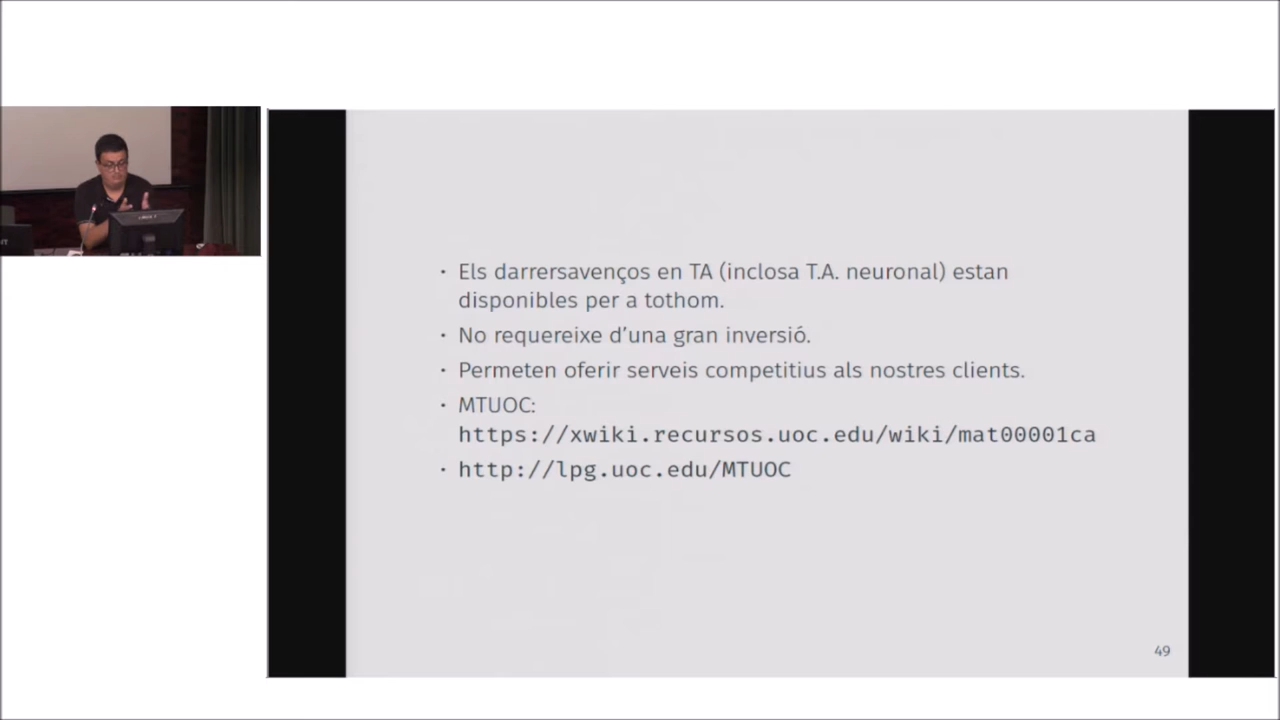 · Els darrersavenços en TA (inclosa T.A. neuronal) estan
disponibles per a tothom.
· No requereixe d'una gran inversió.
· Permeten oferir serveis competitius als nostres clients.
· MTUOC:
https://xwiki.recursos.uoc.edu/wiki/mat00001ca
· http://lpg.uoc.edu/MTUOC
49